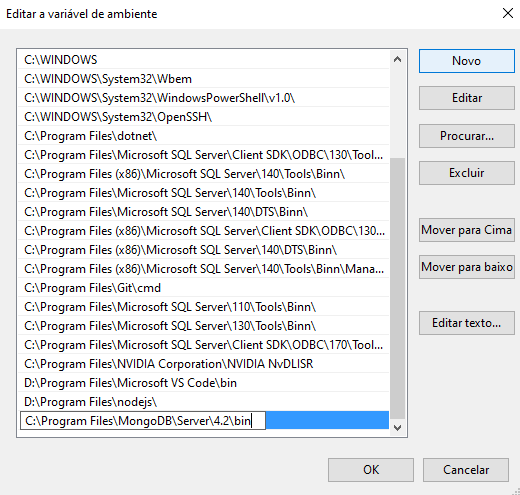 Editar a variável de ambiente
C:\WINDOWS
C:\WINDOWS\System32\Wbem
C:\WINDOWS\System32\WindowsPowerShell\v1.0\
C:\WINDOWS\System32\OpenSSH\
C:\Program Files\dotnet\
C:\Program Files\Microsoft SQL Server\Client SDK\ODBC\130\Tool...
C:\Program Files (x86)\Microsoft SQL Server\140\Tools\Binn\
C:\Program Files\Microsoft SQL Server\140\Tools\Binn\
C:\Program Files\Microsoft SQL Server\140\DTS\Binn\
C:\Program Files (x86)\Microsoft SQL Server\Client SDK\ODBC\130...
C:\Program Files (x86)\Microsoft SQL Server\140\DTS\Binn\
C:\Program Files (x86)\Microsoft SQL Server\140\Tools\Binn\Mana...
C:\Program Files\Git\cmd
C:\Program Files\Microsoft SQL Server\110\Tools\Binn\
C:\Program Files\Microsoft SQL Server\130\Tools\Binn\
C:\Program Files\Microsoft SQL Server\Client SDK\ODBC\170\Tool...
C:\Program Files\NVIDIA Corporation\NVIDIA NvDLISR
D:\Program Files\Microsoft VS Code\bin
D:\Program Files\nodejs\
C:\Program Files\MongoDB\Server\4.2\bin
Novo
Editar
Procurar...
Excluir
Mover para Cima
Mover para baixo
Editar texto...
OK
Cancelar